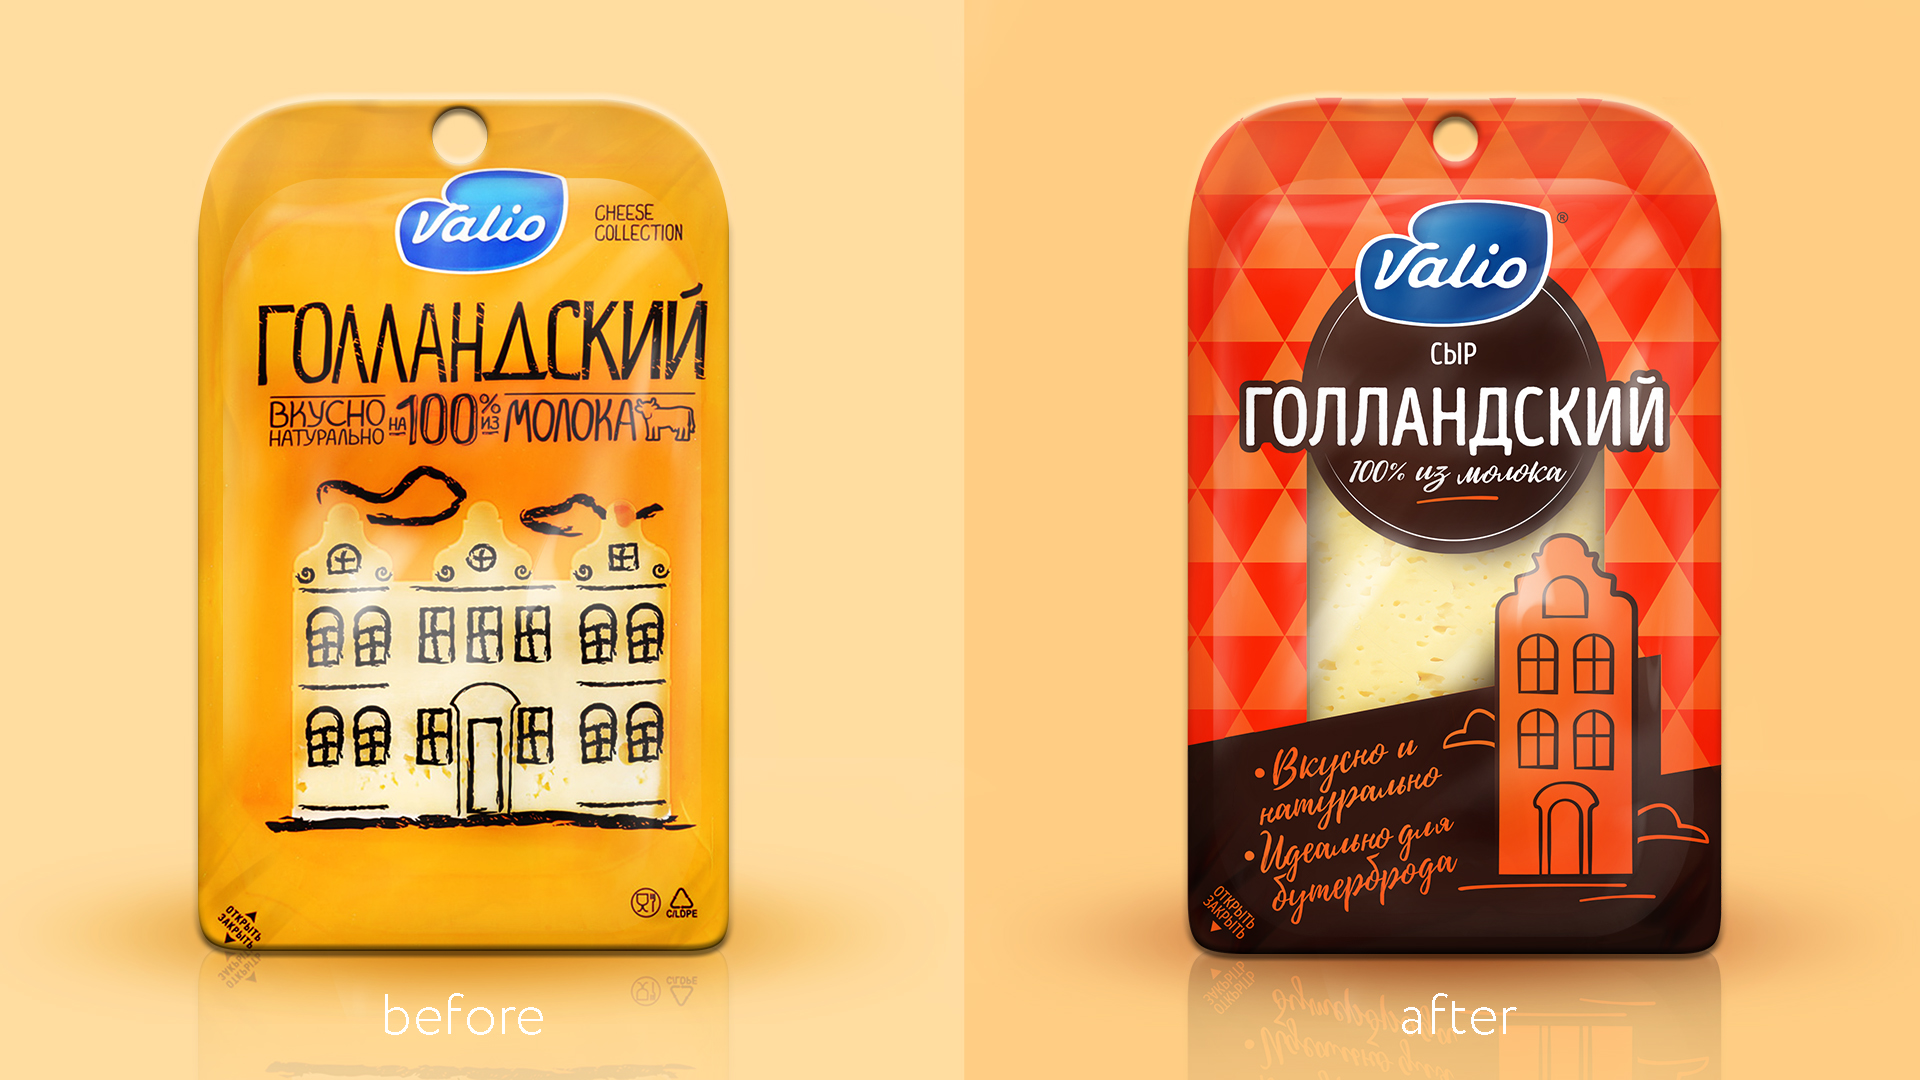 Valio
CHEESE
COLLECTION
ГОЛЛАНДСКИЙ
ВКУСНО
НАТУРАЛЬНО
НА 100% ИЗ МОЛОКА
ОТКРЫТЬ
ЗАКРЫТЬ
C/LDPE
before
Valio®
СЫР
ГОЛЛАНДСКИЙ
100% из молока
• Вкусно и
натурально
• Идеально для
бутерброда
ОТКРЫТЬ
ЗАКРЫТЬ
after